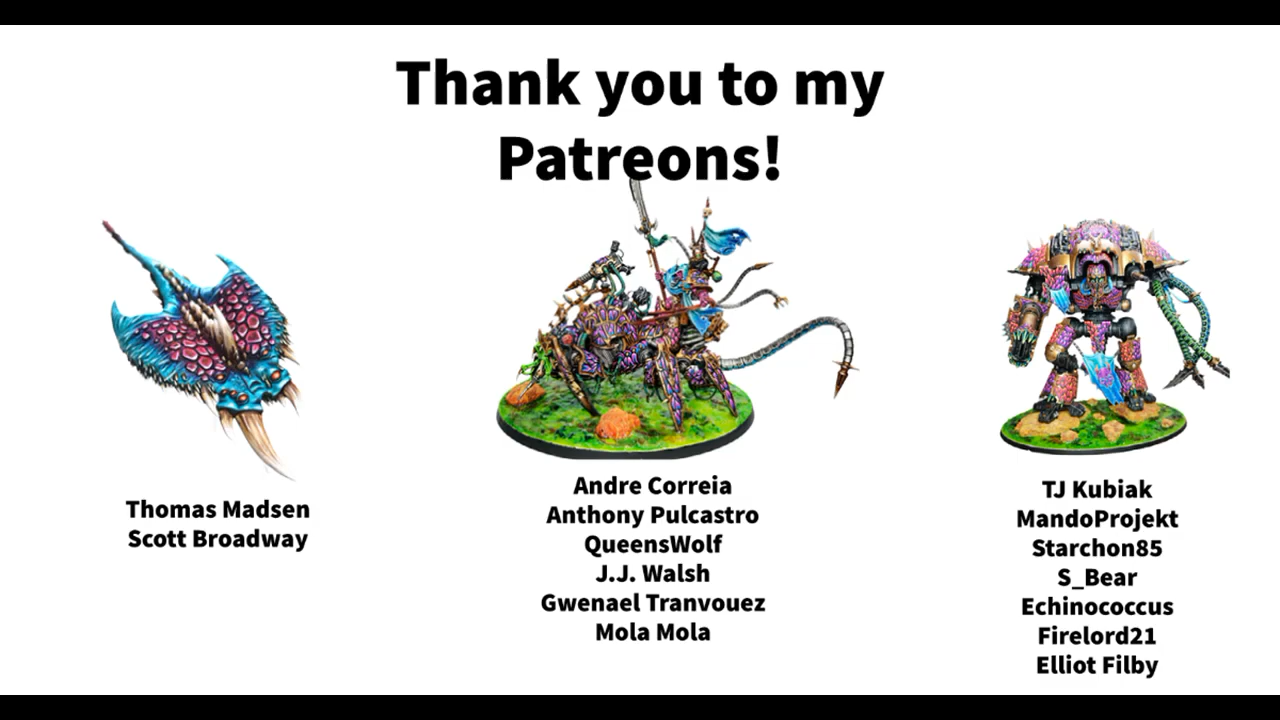 Thank you to my
Patreons!
Thomas Madsen
Scott Broadway
Andre Correia
Anthony Pulcastro
QueensWolf
J.J. Walsh
Gwenael Tranvouez
Mola Mola
TJ Kubiak
MandoProjekt
Starchon85
S_Bear
Echinococcus
Firelord21
Elliot Filby